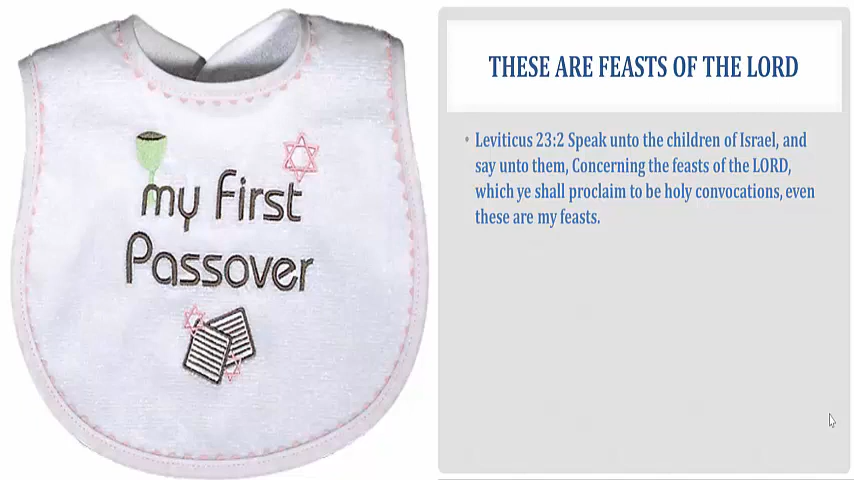 my First
Passover
THESE ARE FEASTS OF THE LORD
• Leviticus 23:2 Speak unto the children of Israel, and
say unto them, Concerning the feasts of the LORD,
which ye shall proclaim to be holy convocations, even
these are my feasts.